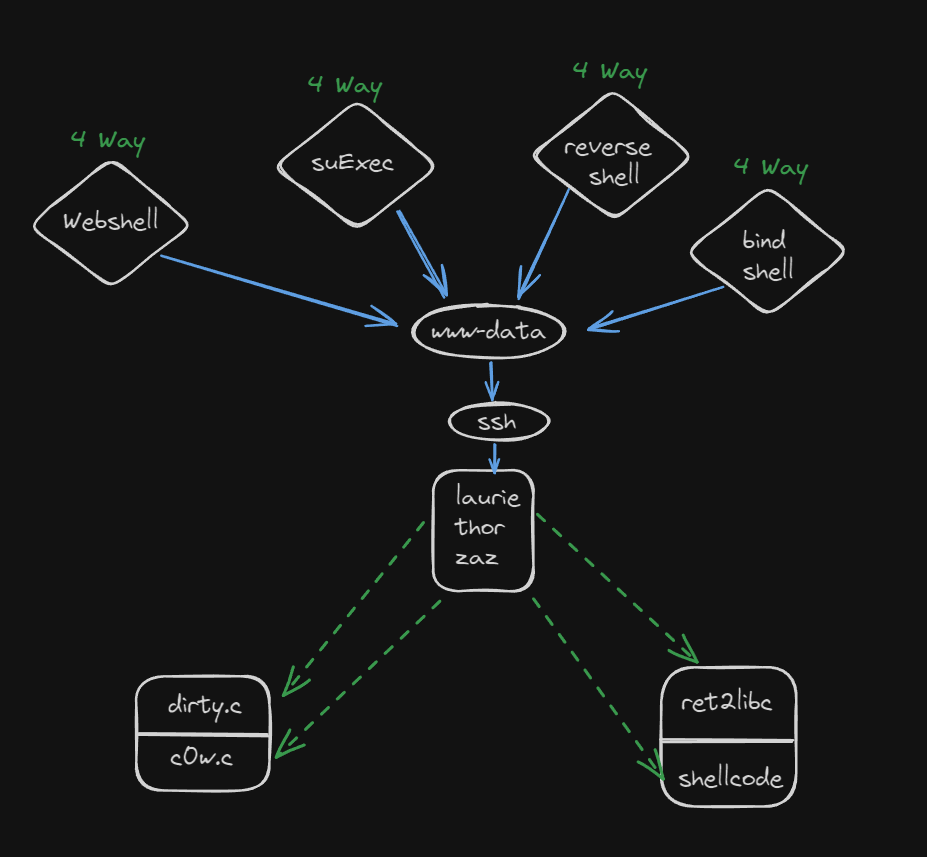 4 Way
4 Way
4 Way
4 Way
Webshell
suExec
reverse
shell
bind
shell
www-data
ssh
laurie
thor
zaz
dirty.c
c0w.c
ret2libc
shellcode